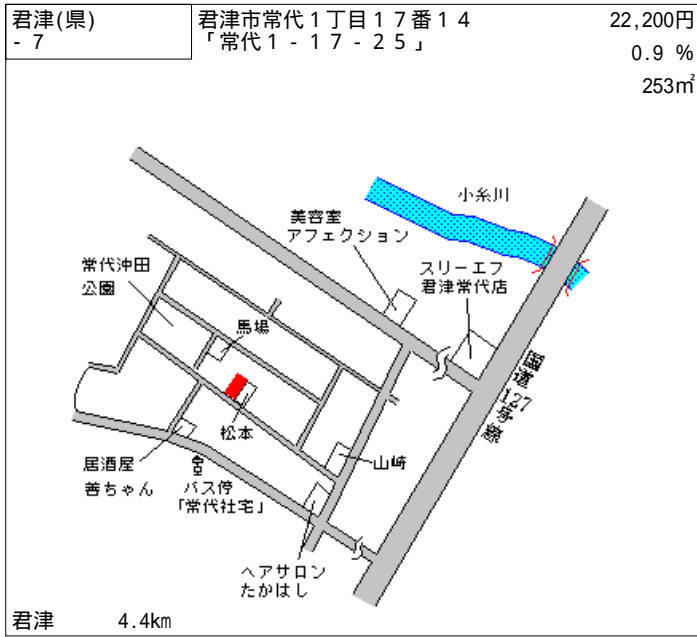 君津(県)
- 7
君津市常代１丁目１７番１４
「常代１-１７-２５」
22,200円
0.9 %
253㎡
小糸川
美容室
アフェクション
スリーエフ
君津常代店
常代沖田
公園
馬場
国道127号線
松本
山崎
居酒屋
善ちゃん
バス停
「常代社宅」
ヘアサロン
たかはし
君津 4.4km